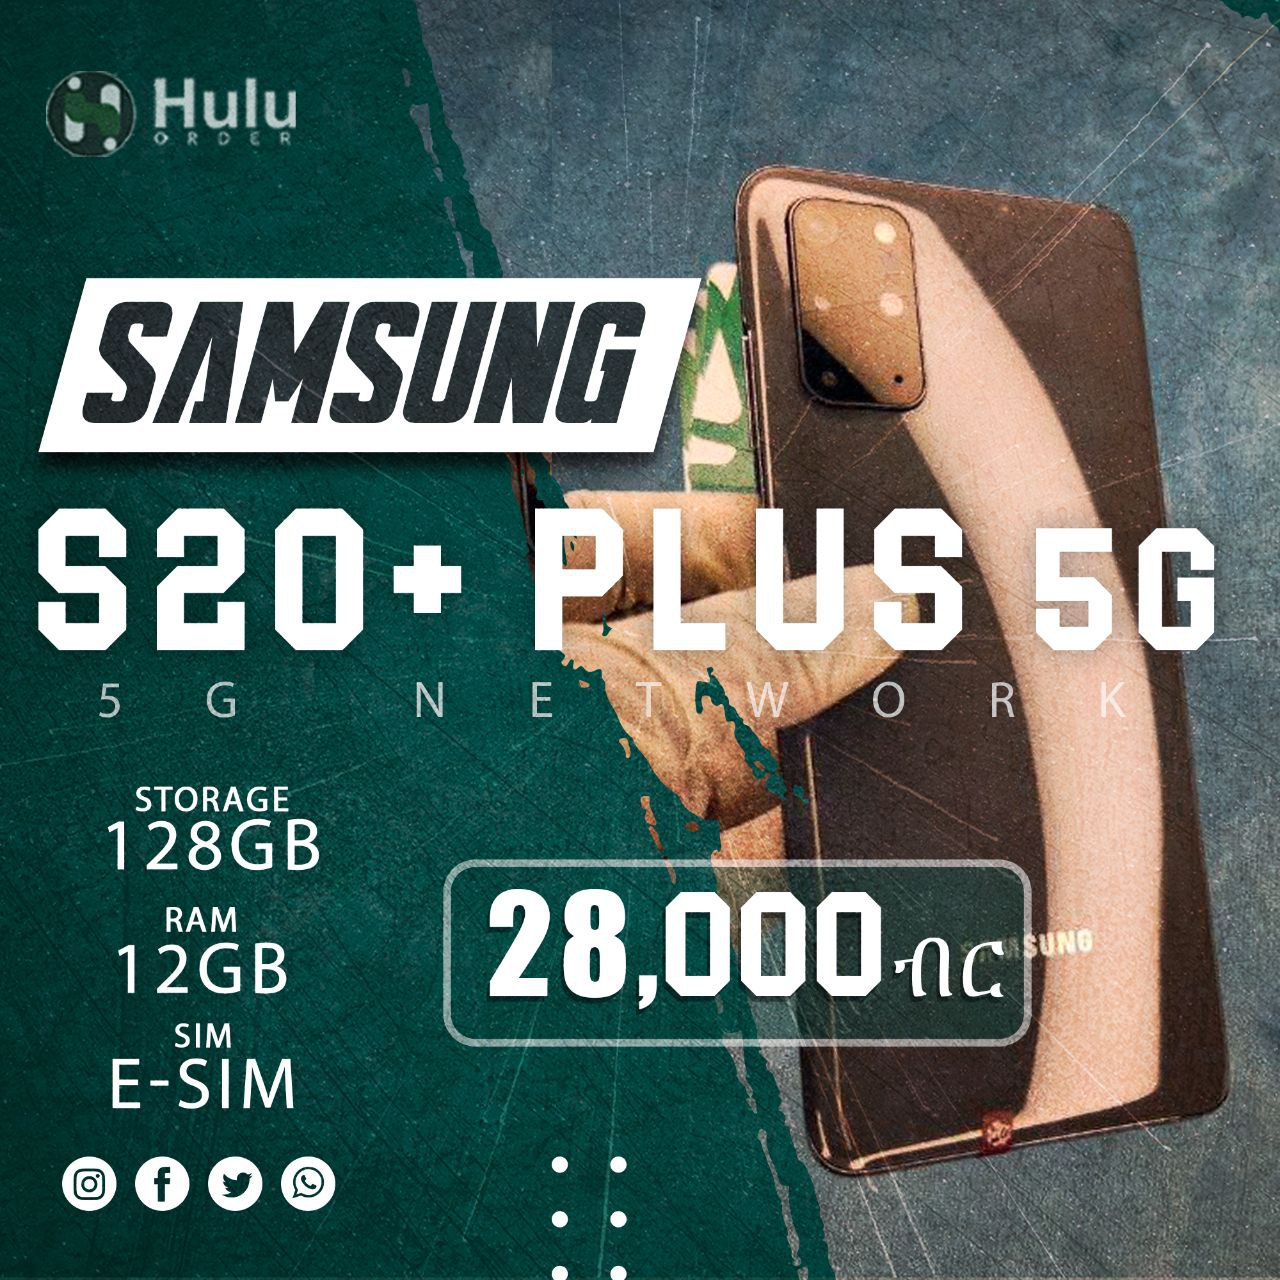 Hulu
ORDER
SAMSUNG
S20+ PLUS 5G
5G NETWORK
STORAGE
128GB
RAM
12GB
SIM
E-SIM
28,000 ብር
SAMSUNG